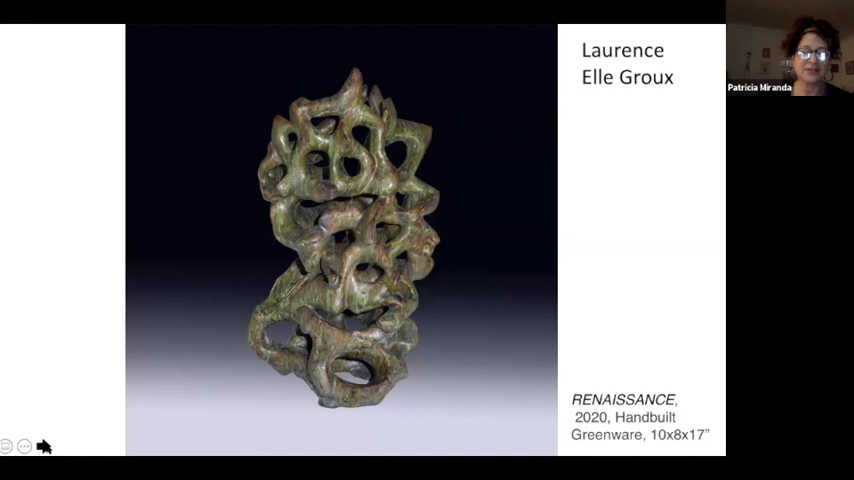 Laurence
Elle Groux
Patricia Miranda
RENAISSANCE,
2020, Handbuilt
Greenware, 10x8x17”